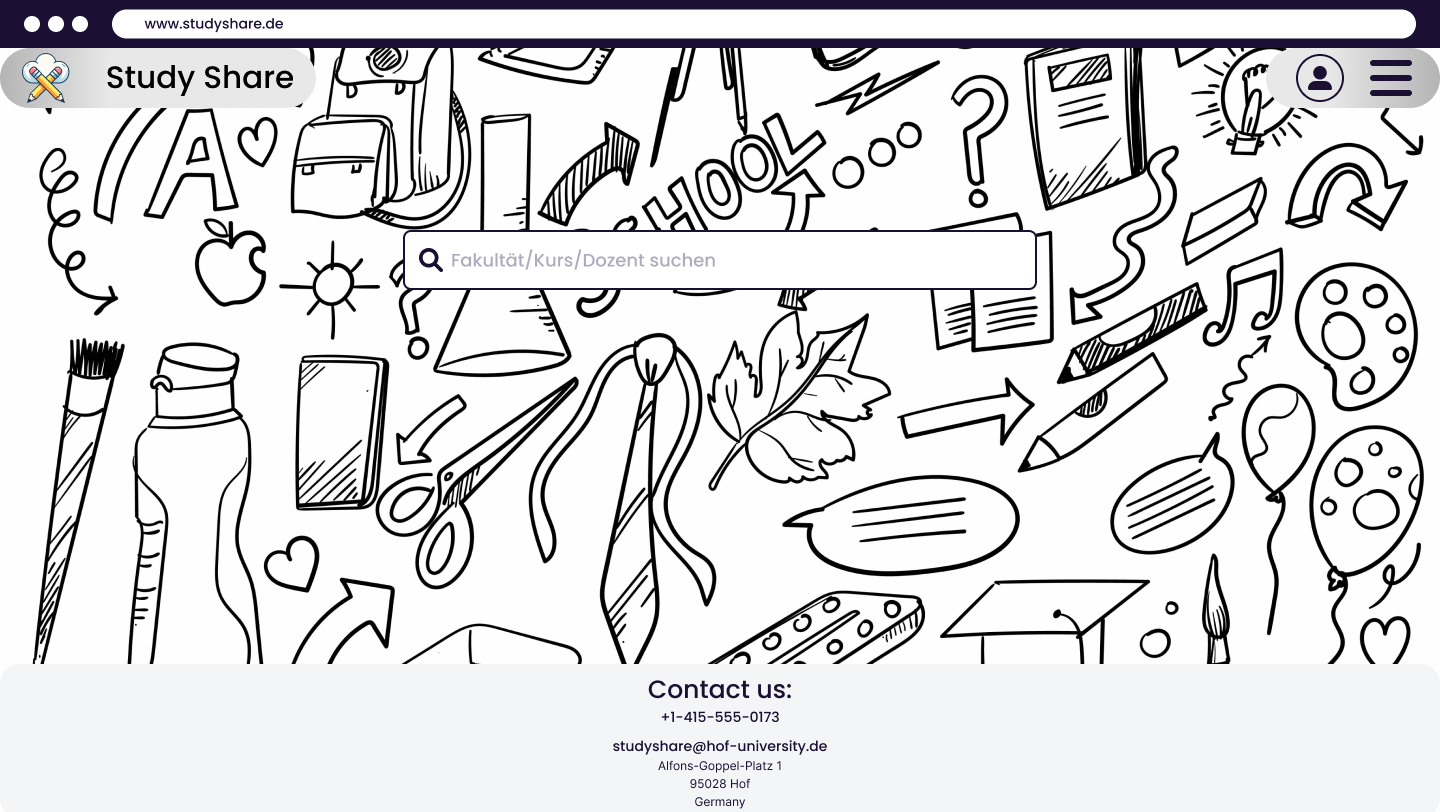 www.studyshare.de
Study Share
A
SCHOOL
Fakultät/Kurs/Dozent suchen
Contact us:
+1-415-555-0173
studyshare@hof-university.de
Alfons-Goppel-Platz 1
95028 Hof
Germany